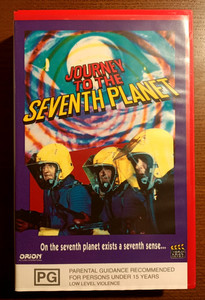 JOURNEY
TO THE
SEVENTH PLANET
On the seventh planet exists a seventh sense...
ORION
PG
PARENTAL GUIDANCE RECOMMENDED
FOR PERSONS UNDER 15 YEARS
LOW LEVEL VIOLENCE